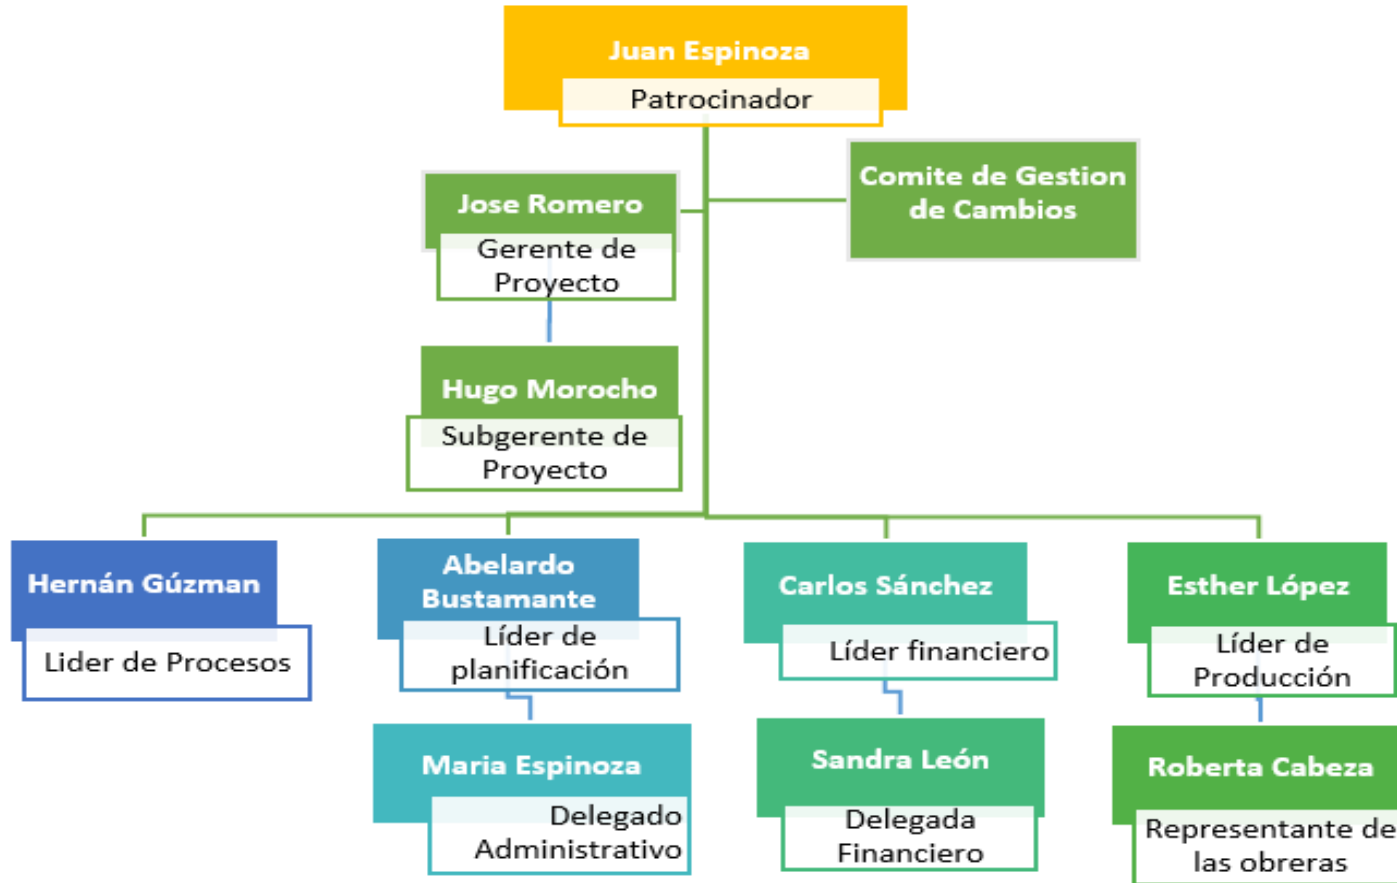 Juan Espinoza
Patrocinador
Comite de Gestion
de Cambios
Jose Romero
Gerente de
Proyecto
Hugo Morocho
Subgerente de
Proyecto
Hernán Gúzman
Lider de Procesos
Abelardo
Bustamante
Líder de
planificación
Carlos Sánchez
Líder financiero
Esther López
Líder de
Producción
Maria Espinoza
Delegado
Administrativo
Sandra León
Delegada
Financiero
Roberta Cabeza
Representante de
las obreras